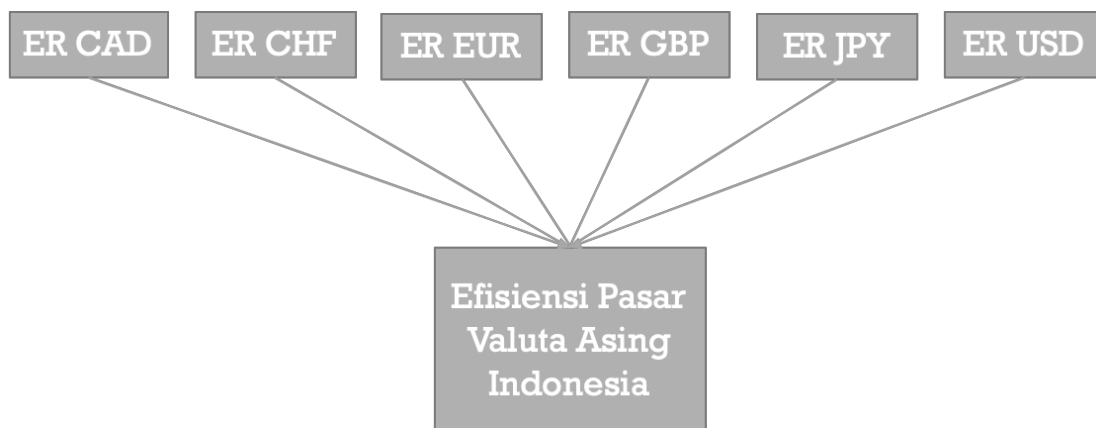 ER CAD
ER CHF
ER EUR
ER GBP
ER JPY
ER USD
Efisiensi Pasar
Valuta Asing
Indonesia